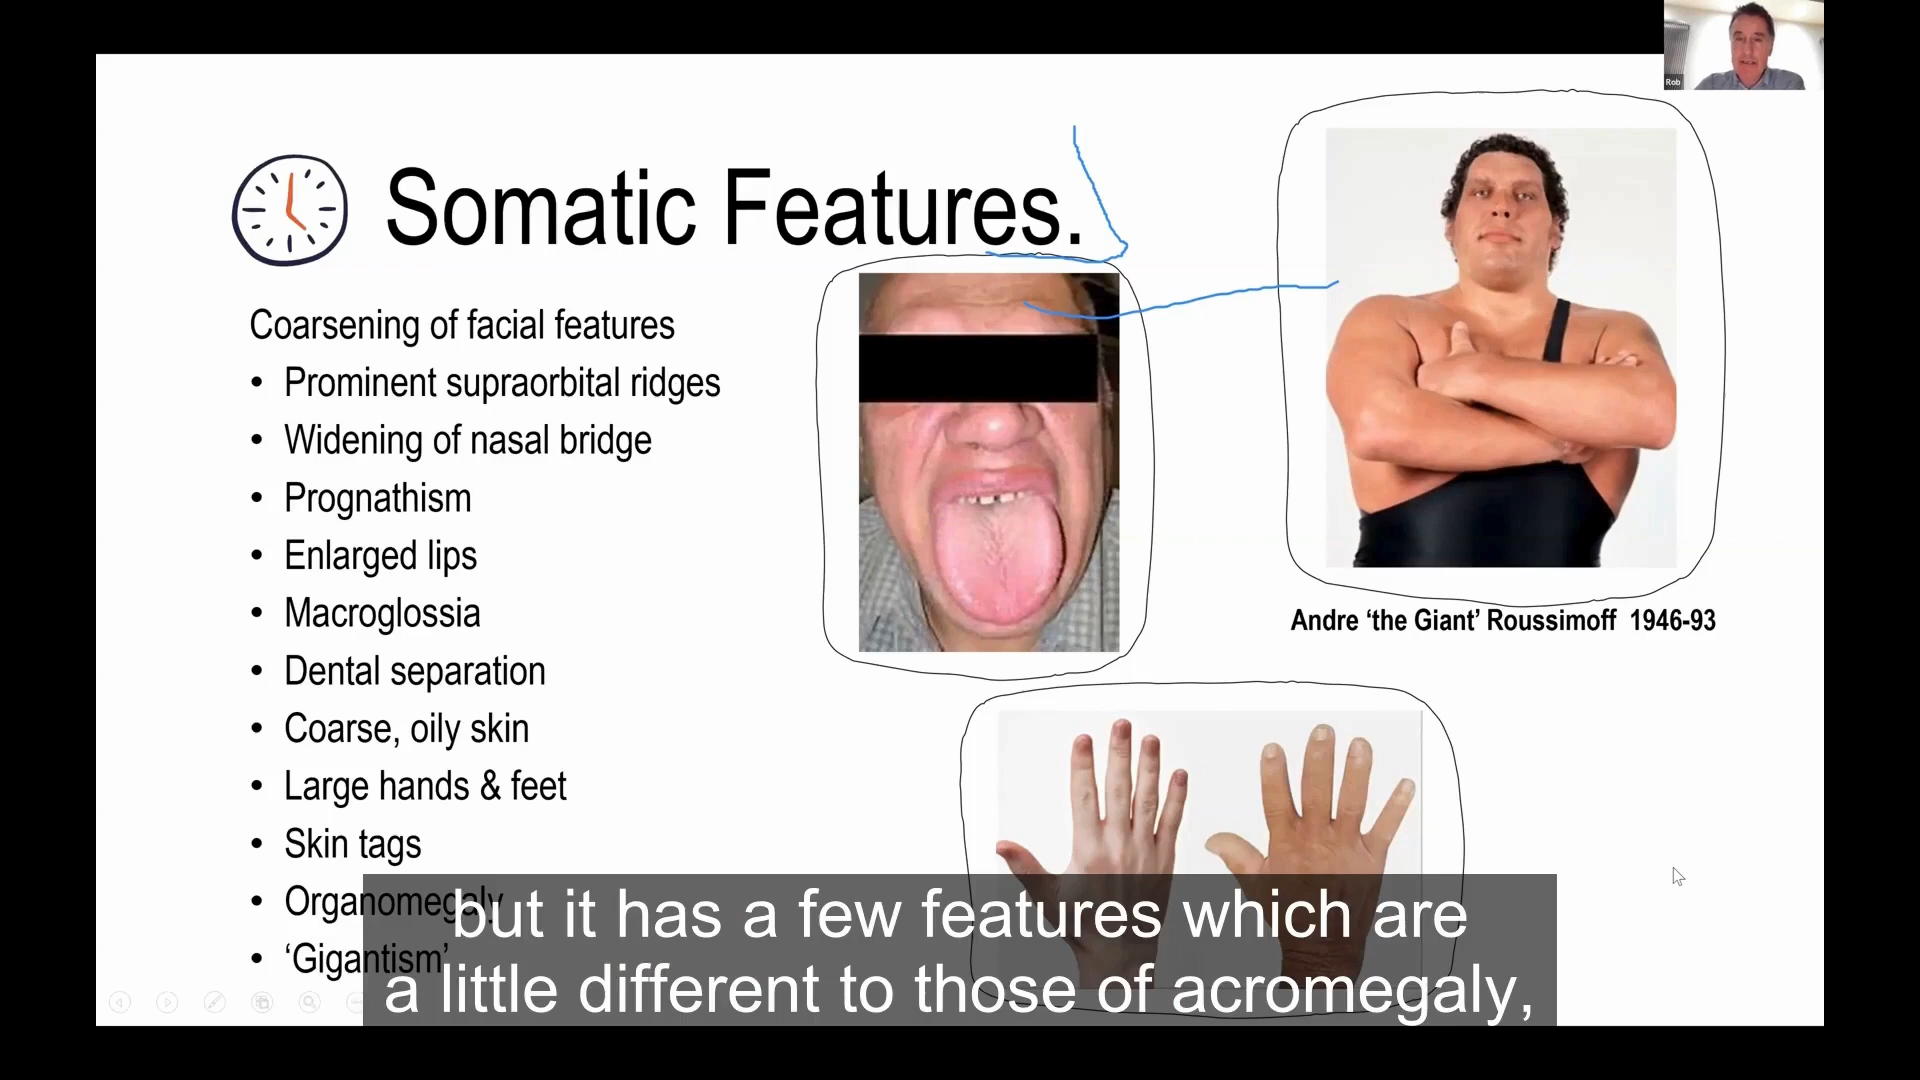 Rob
Somatic Features.
Coarsening of facial features
• Prominent supraorbital ridges
• Widening of nasal bridge
• Prognathism
• Enlarged lips
• Macroglossia
• Dental separation
• Coarse, oily skin
• Large hands & feet
• Skin tags
• Organomegaly
• ‘Gigantism’
Andre ‘the Giant’ Roussimoff 1946-93
but it has a few features which are
a little different to those of acromegaly,